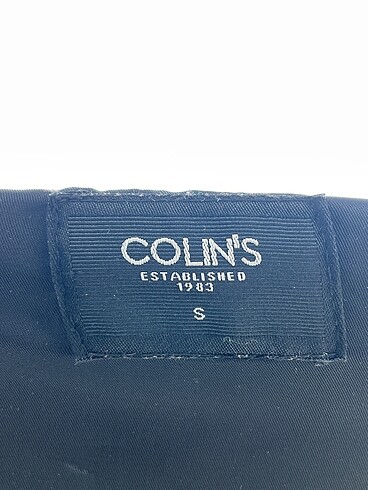 COLIN'S
ESTABLISHED
1983
S